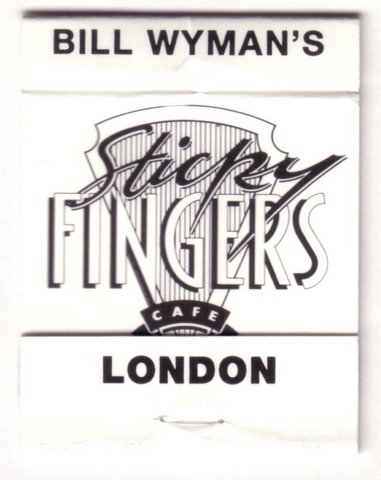 BILL WYMAN'S
Sticky
FINGERS
CAFE
LONDON